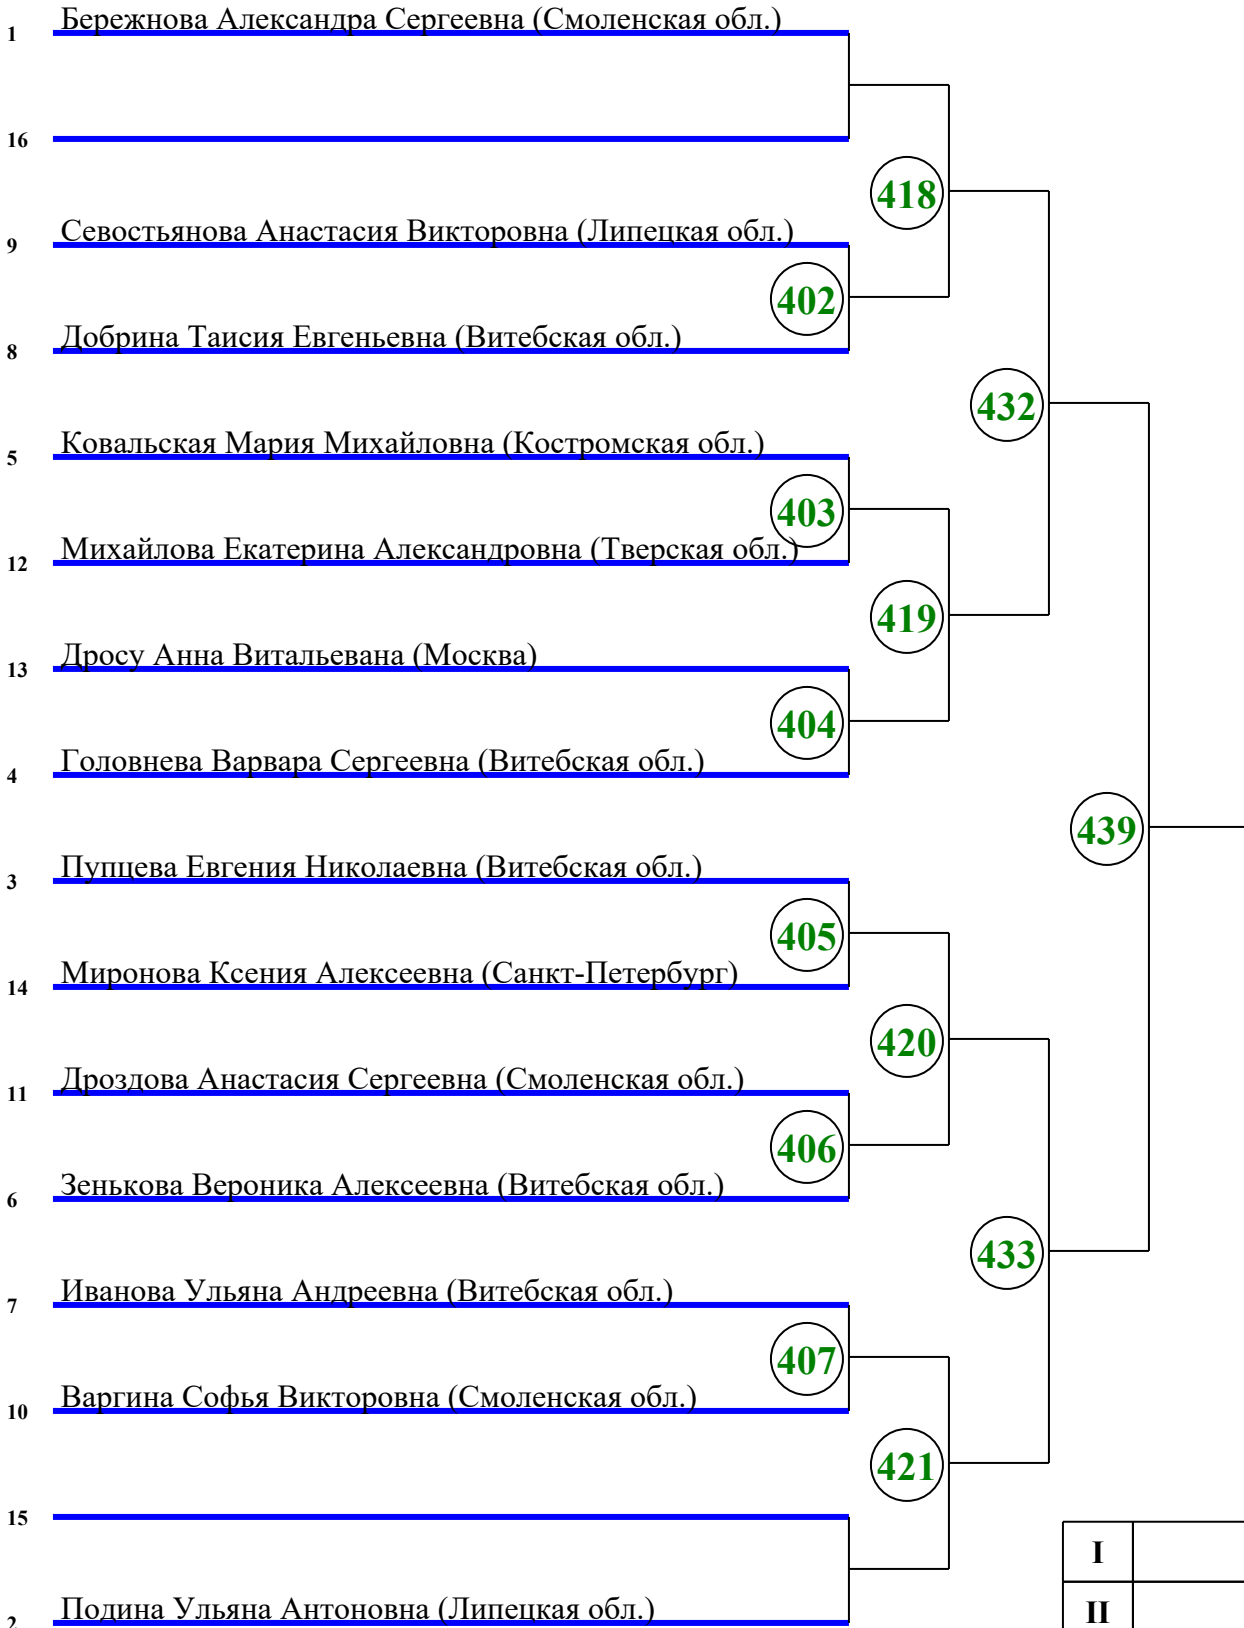 1 Бережнова Александра Сергеевна (Смоленская обл.)
16
418
9 Севостьянова Анастасия Викторовна (Липецкая обл.)
402
8 Добрина Таисия Евгеньевна (Витебская обл.)
432
5 Ковальская Мария Михайловна (Костромская обл.)
403
12 Михайлова Екатерина Александровна (Тверская обл.)
419
13 Дросу Анна Витальевана (Москва)
404
4 Головнева Варвара Сергеевна (Витебская обл.)
439
3 Пупцева Евгения Николаевна (Витебская обл.)
405
14 Миронова Ксения Алексеевна (Санкт-Петербург)
420
11 Дроздова Анастасия Сергеевна (Смоленская обл.)
406
6 Зенькова Вероника Алексеевна (Витебская обл.)
433
7 Иванова Ульяна Андреевна (Витебская обл.)
407
10 Варгина Софья Викторовна (Смоленская обл.)
421
15
I
2 Подина Ульяна Антоновна (Липецкая обл.)
II